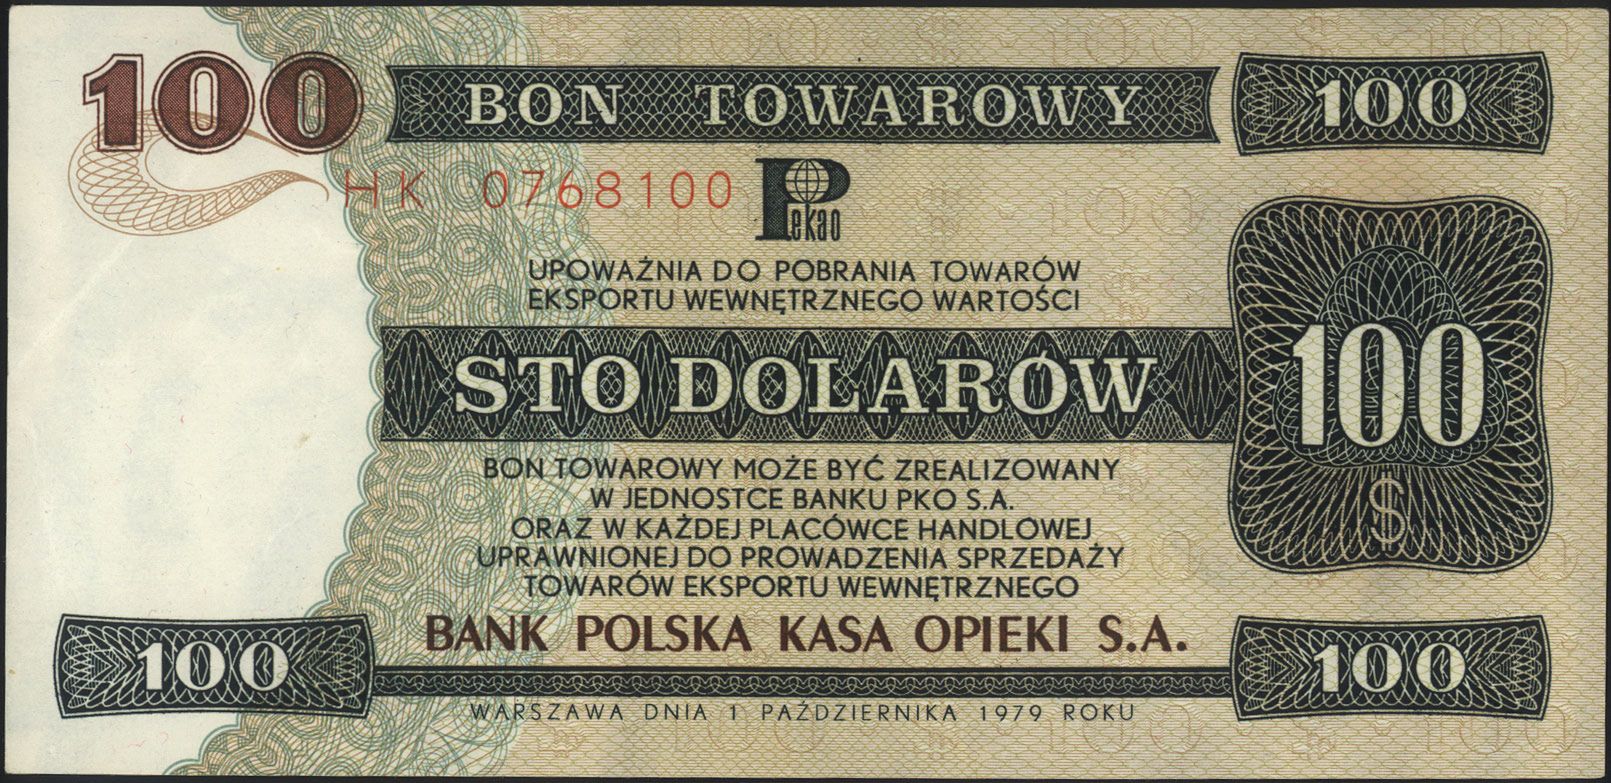 100 BON TOWAROWY 100
HK 0768100 Pekao
UPOWAŻNIA DO POBRANIA TOWARÓW
EKSPORTU WEWNĘTRZNEGO WARTOŚCI
STO DOLARÓW 100
$
BON TOWAROWY MOŻE BYĆ ZREALIZOWANY
W JEDNOSTCE BANKU PKO S.A.
ORAZ W KAŻDEJ PLACÓWCE HANDLOWEJ
UPRAWNIONEJ DO PROWADZENIA SPRZEDAŻY
TOWARÓW EKSPORTU WEWNĘTRZNEGO
BANK POLSKA KASA OPIEKI S.A.
100 100
WARSZAWA DNIA 1 PAŹDZIERNIKA 1979 ROKU